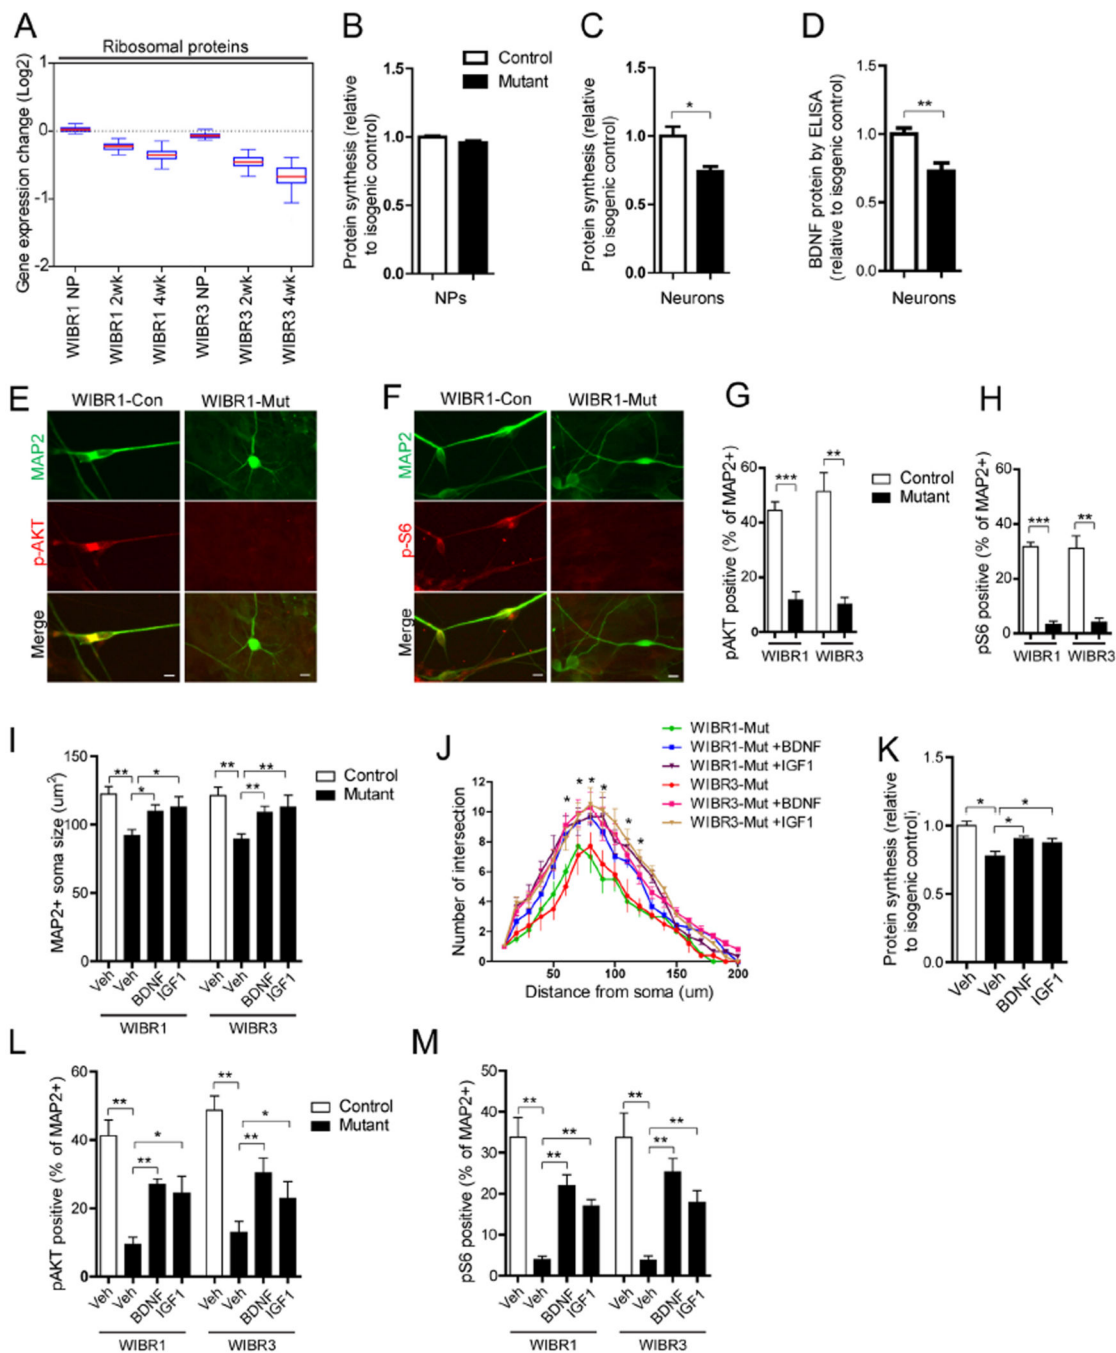 A
Ribosomal proteins
Gene expression change (Log2)
0
-1
-2
WIBR1 NP
WIBR1 2wk
WIBR1 4wk
WIBR3 NP
WIBR3 2wk
WIBR3 4wk
B
Control
Mutant
Protein synthesis (relative
to isogenic control)
1.5
1.0
0.5
0.0
NPs
C
Protein synthesis (relative
to isogenic control)
1.5
1.0
0.5
0.0
*
Neurons
D
BDNF protein by ELISA
(relative to isogenic control)
1.5
1.0
0.5
0.0
**
Neurons
E
WIBR1-Con WIBR1-Mut
MAP2
p-AKT
Merge
F
WIBR1-Con WIBR1-Mut
MAP2
p-S6
Merge
G
pAKT positive (% of MAP2+)
60
40
20
0
*** **
Control
Mutant
WIBR1 WIBR3
H
pS6 positive (% of MAP2+)
60
40
20
0
*** **
WIBR1 WIBR3
I
MAP2+ soma size (um2)
150
100
50
0
** * * ** ** **
Control
Mutant
Veh Veh BDNF IGF1 Veh Veh BDNF IGF1
WIBR1 WIBR3
J
WIBR1-Mut
WIBR1-Mut +BDNF
WIBR1-Mut +IGF1
WIBR3-Mut
WIBR3-Mut +BDNF
WIBR3-Mut +IGF1
Number of intersection
12
10
8
6
4
2
0
* * * * * *
50 100 150 200
Distance from soma (um)
K
Protein synthesis (relative
to isogenic control)
1.5
1.0
0.5
0.0
* * *
Veh Veh BDNF IGF1
L
pAKT positive (% of MAP2+)
60
40
20
0
** * ** ** * **
Control
Mutant
Veh Veh BDNF IGF1 Veh Veh BDNF IGF1
WIBR1 WIBR3
M
pS6 positive (% of MAP2+)
50
40
30
20
10
0
** ** ** ** ** **
Veh Veh BDNF IGF1 Veh Veh BDNF IGF1
WIBR1 WIBR3